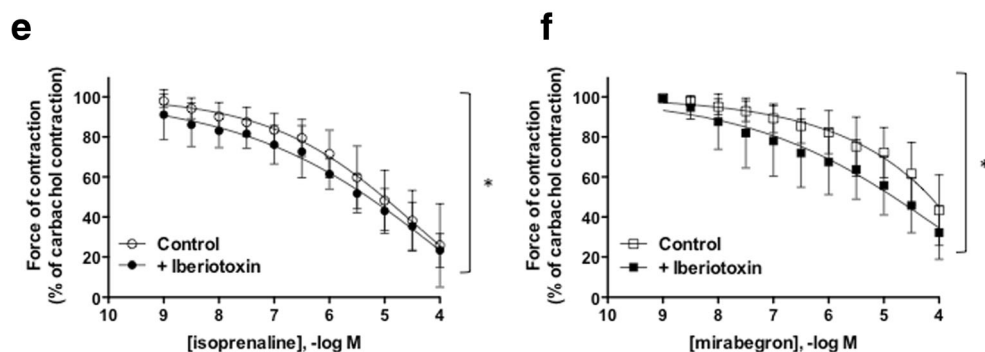 e
Force of contraction
(% of carbachol contraction)
100
80
60
40
20
0
Control
+ Iberiotoxin
*
10 9 8 7 6 5 4
[isoprenaline], -log M
f
Force of contraction
(% of carbachol contraction)
100
80
60
40
20
0
Control
+ Iberiotoxin
*
10 9 8 7 6 5 4
[mirabegron], -log M